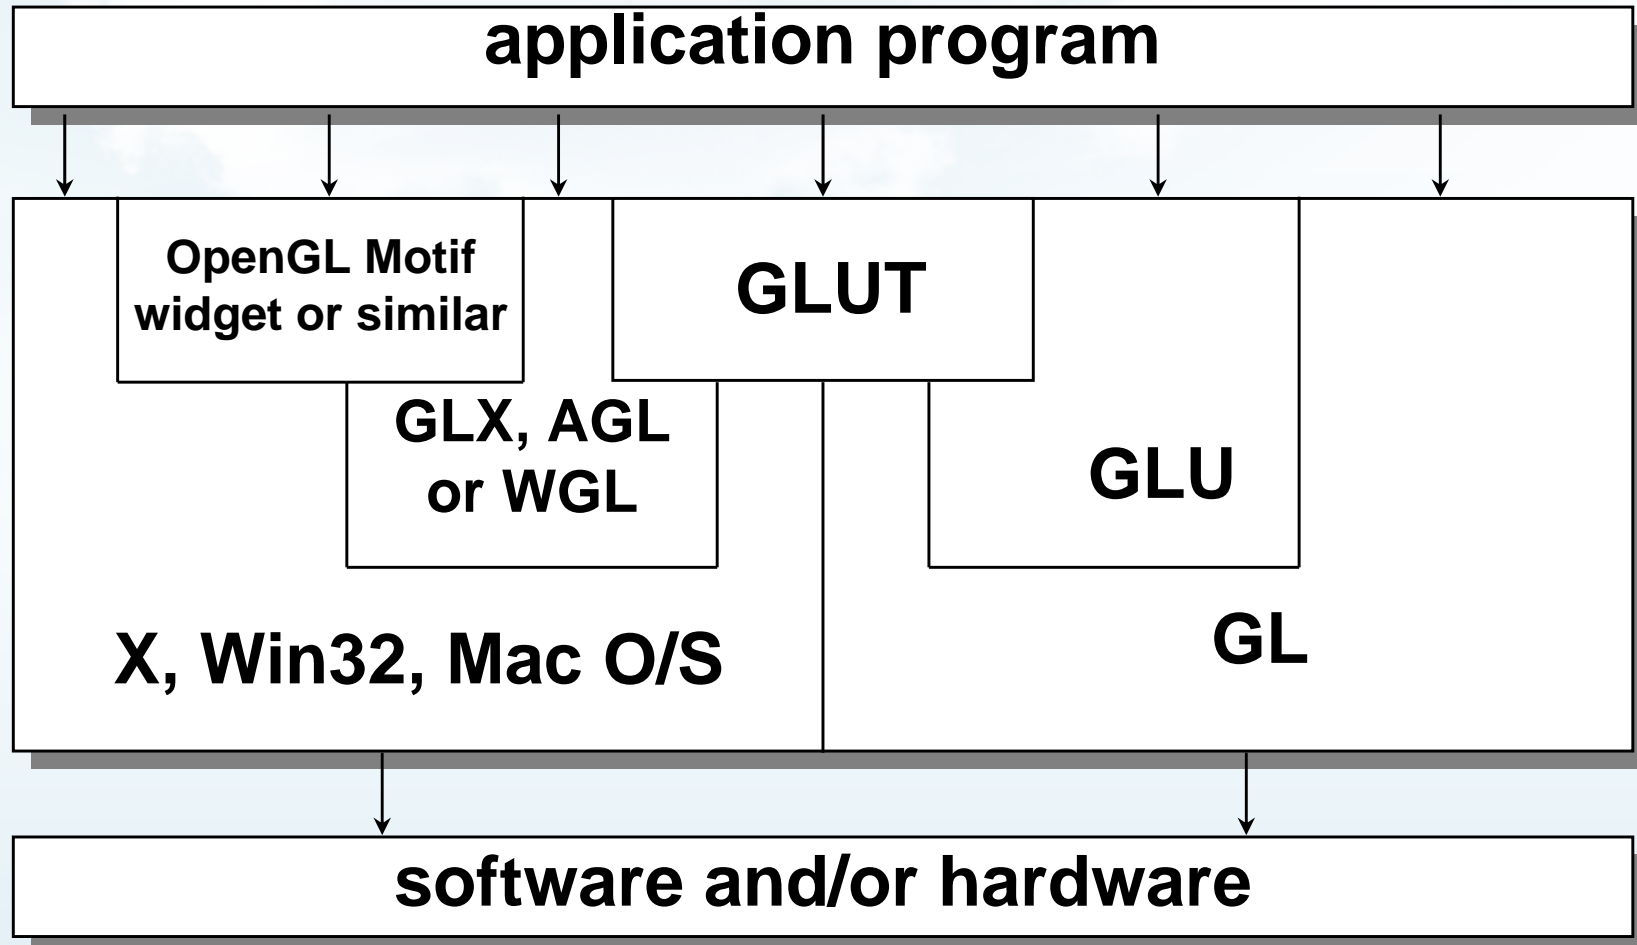 application program
OpenGL Motif
widget or similar
GLUT
GLX, AGL
or WGL
GLU
X, Win32, Mac O/S
GL
software and/or hardware